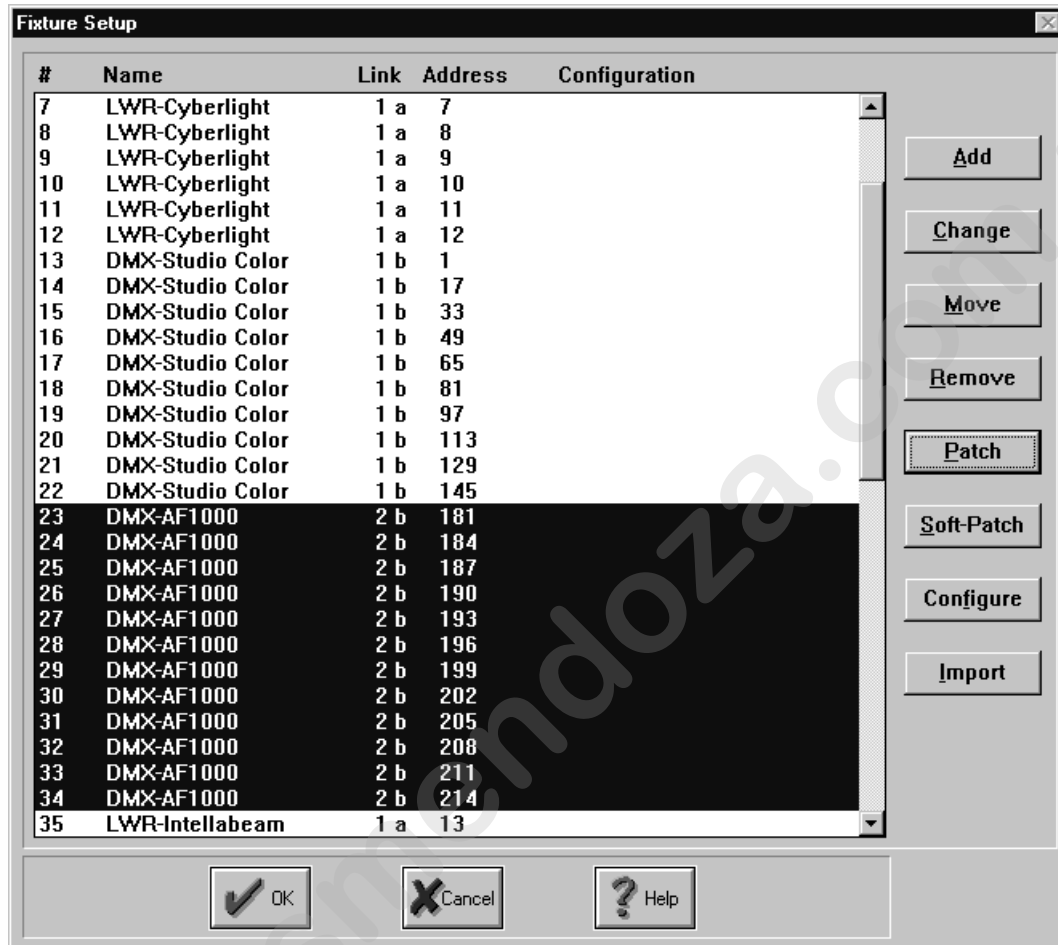 Fixture Setup
# Name Link Address Configuration
7 LWR-Cyberlight 1 a 7
8 LWR-Cyberlight 1 a 8
9 LWR-Cyberlight 1 a 9
10 LWR-Cyberlight 1 a 10
11 LWR-Cyberlight 1 a 11
12 LWR-Cyberlight 1 a 12
13 DMX-Studio Color 1 b 1
14 DMX-Studio Color 1 b 17
15 DMX-Studio Color 1 b 33
16 DMX-Studio Color 1 b 49
17 DMX-Studio Color 1 b 65
18 DMX-Studio Color 1 b 81
19 DMX-Studio Color 1 b 97
20 DMX-Studio Color 1 b 113
21 DMX-Studio Color 1 b 129
22 DMX-Studio Color 1 b 145
23 DMX-AF1000 2 b 181
24 DMX-AF1000 2 b 184
25 DMX-AF1000 2 b 187
26 DMX-AF1000 2 b 190
27 DMX-AF1000 2 b 193
28 DMX-AF1000 2 b 196
29 DMX-AF1000 2 b 199
30 DMX-AF1000 2 b 202
31 DMX-AF1000 2 b 205
32 DMX-AF1000 2 b 208
33 DMX-AF1000 2 b 211
34 DMX-AF1000 2 b 214
35 LWR-Intellabeam 1 a 13
Add
Change
Move
Remove
Patch
Soft-Patch
Configure
Import
OK
Cancel
Help